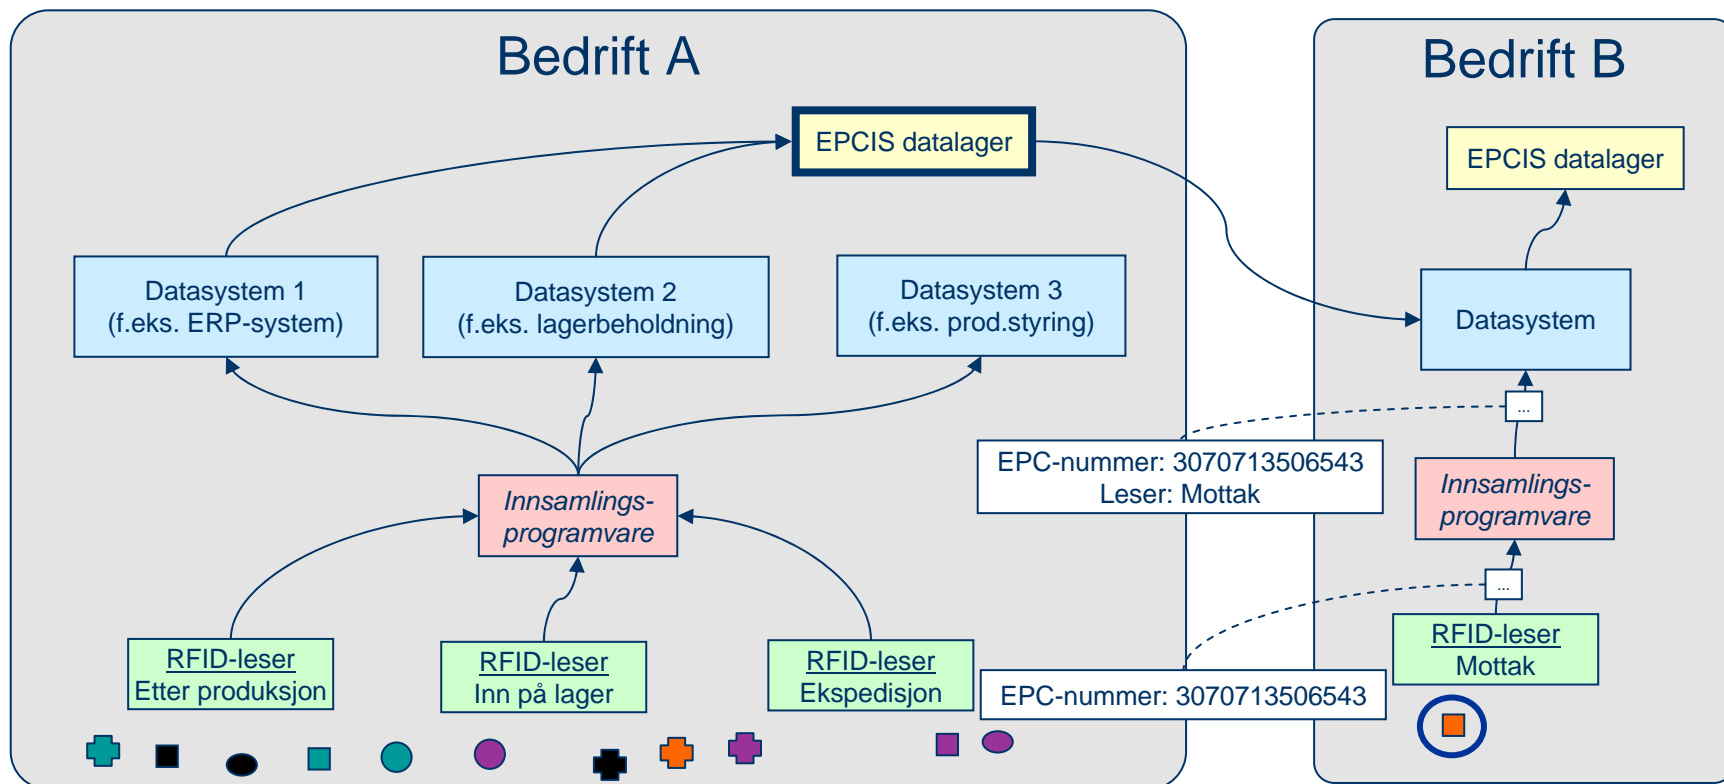 Bedrift A
EPCIS datalager
Datasystem 1
(f.eks. ERP-system)
Datasystem 2
(f.eks. lagerbeholdning)
Datasystem 3
(f.eks. prod.styring)
Innsamlings-
programvare
RFID-leser
Etter produksjon
RFID-leser
Inn på lager
RFID-leser
Ekspedisjon
EPC-nummer: 3070713506543
Leser: Mottak
EPC-nummer: 3070713506543
Bedrift B
EPCIS datalager
Datasystem
...
Innsamlings-
programvare
...
RFID-leser
Mottak